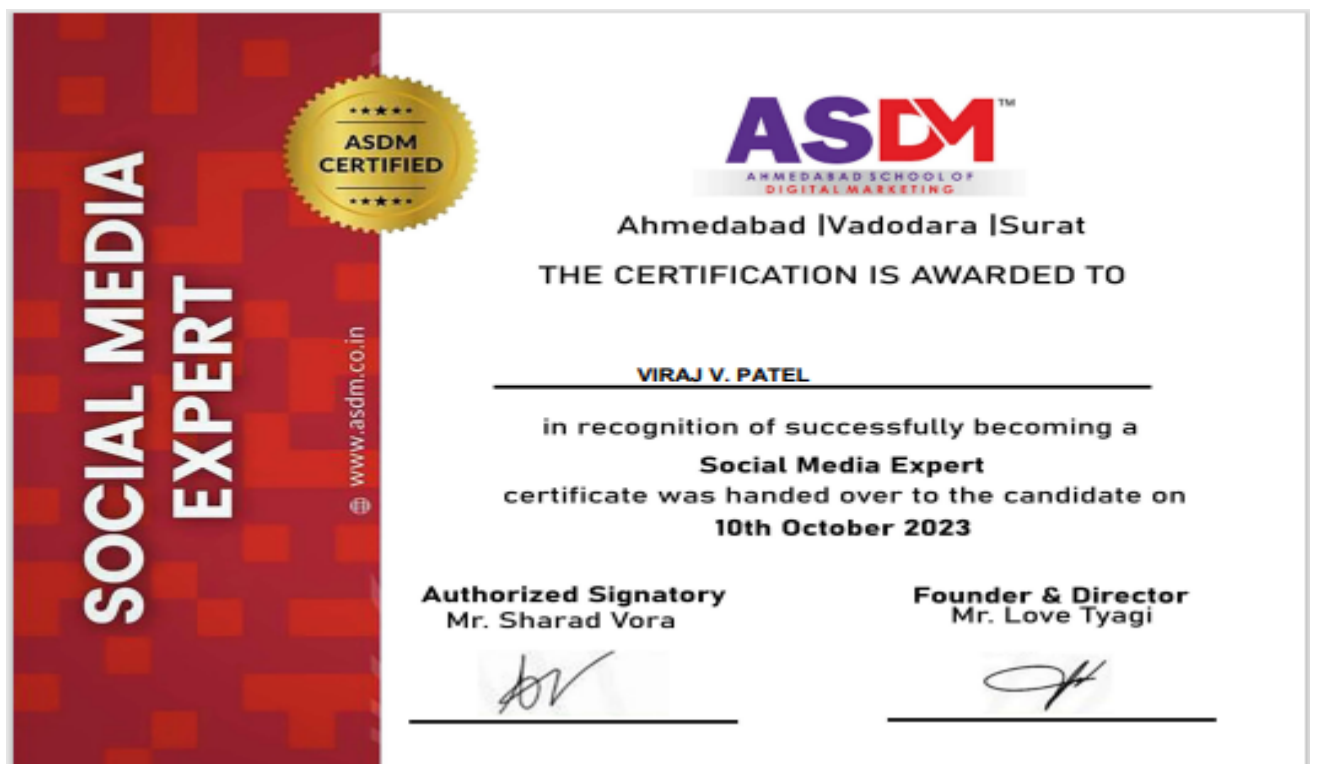 SOCIAL MEDIA
EXPERT
www.asdm.co.in
ASDM
CERTIFIED
ASDM™
AHMEDABAD SCHOOL OF
DIGITAL MARKETING
Ahmedabad |Vadodara |Surat
THE CERTIFICATION IS AWARDED TO
VIRAJ V. PATEL
in recognition of successfully becoming a
Social Media Expert
certificate was handed over to the candidate on
10th October 2023
Authorized Signatory
Mr. Sharad Vora
Founder & Director
Mr. Love Tyagi